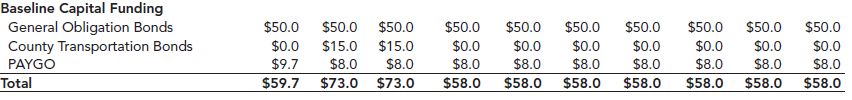 Baseline Capital Funding
General Obligation Bonds $50.0 $50.0 $50.0 $50.0 $50.0 $50.0 $50.0 $50.0 $50.0 $50.0
County Transportation Bonds $0.0 $15.0 $15.0 $0.0 $0.0 $0.0 $0.0 $0.0 $0.0 $0.0
PAYGO $9.7 $8.0 $8.0 $8.0 $8.0 $8.0 $8.0 $8.0 $8.0 $8.0
Total $59.7 $73.0 $73.0 $58.0 $58.0 $58.0 $58.0 $58.0 $58.0 $58.0